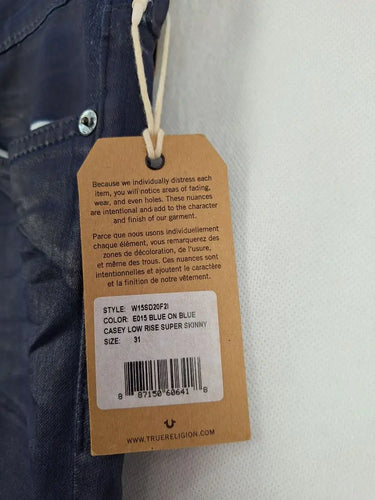 Because we individually distress each
item, you will notice areas of fading,
wear, and even holes. These nuances
are intentional and add to the character
and finish of our garment.
Parce que nous usons individuellement
chaque élément, vous remarquerez des
zones de décoloration, de l'usure,
et même des trous. Ces nuances sont
intentionnelles et ajoutent le caractère
et la finition de notre vêtement.
STYLE: W15SD20F2I
COLOR: E015 BLUE ON BLUE
CASEY LOW RISE SUPER SKINNY
SIZE: 31
8 87150 60641 8
WWW.TRUERELIGION.COM